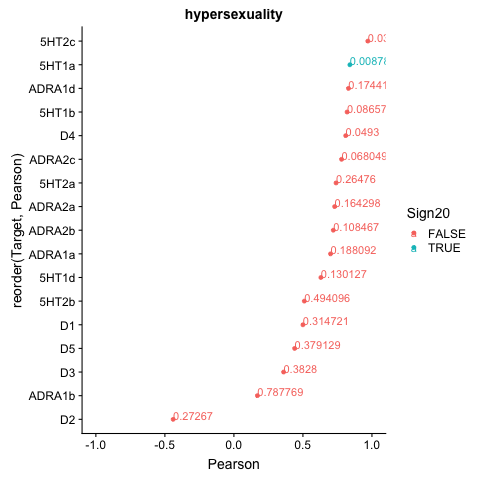 hypersexuality
reorder(Target, Pearson)
5HT2c 0.03
5HT1a 0.00878
ADRA1d 0.17441
5HT1b 0.08657
D4 0.0493
ADRA2c 0.068049
5HT2a 0.26476
ADRA2a 0.164298
ADRA2b 0.108467
ADRA1a 0.188092
5HT1d 0.130127
5HT2b 0.494096
D1 0.314721
D5 0.379129
D3 0.3828
ADRA1b 0.787769
D2 0.27267
-1.0 -0.5 0.0 0.5 1.0
Pearson
Sign20
FALSE
TRUE